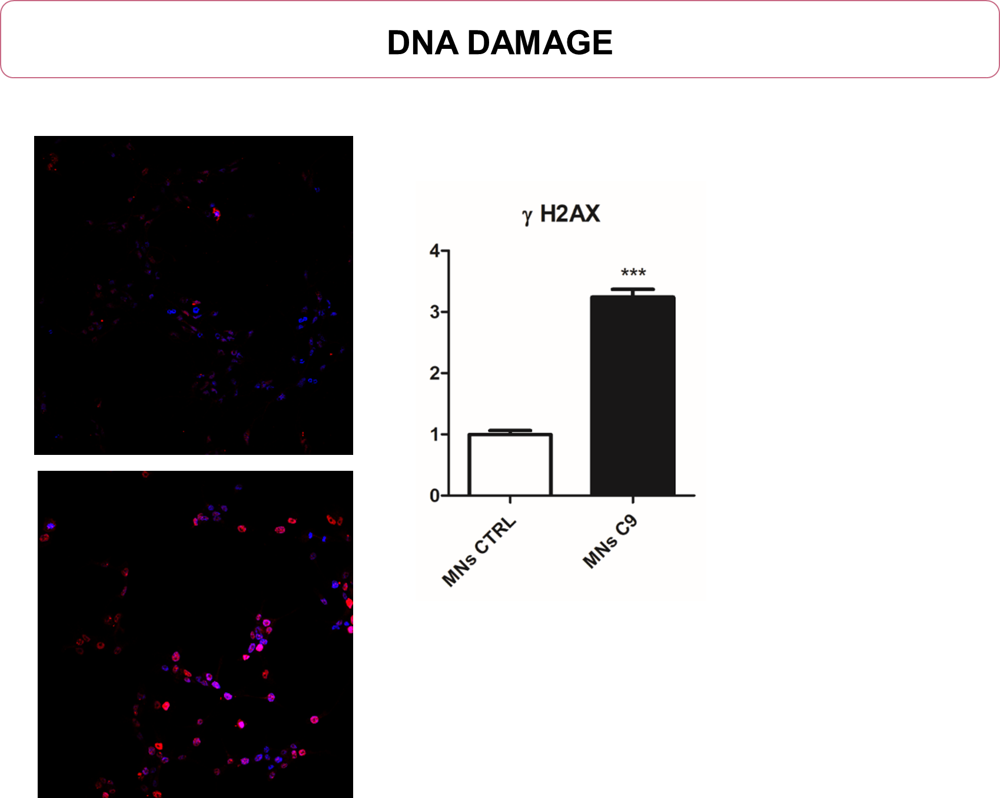 DNA DAMAGE
γ H2AX
4
***
3
2
1
0
MNs CTRL
MNs C9